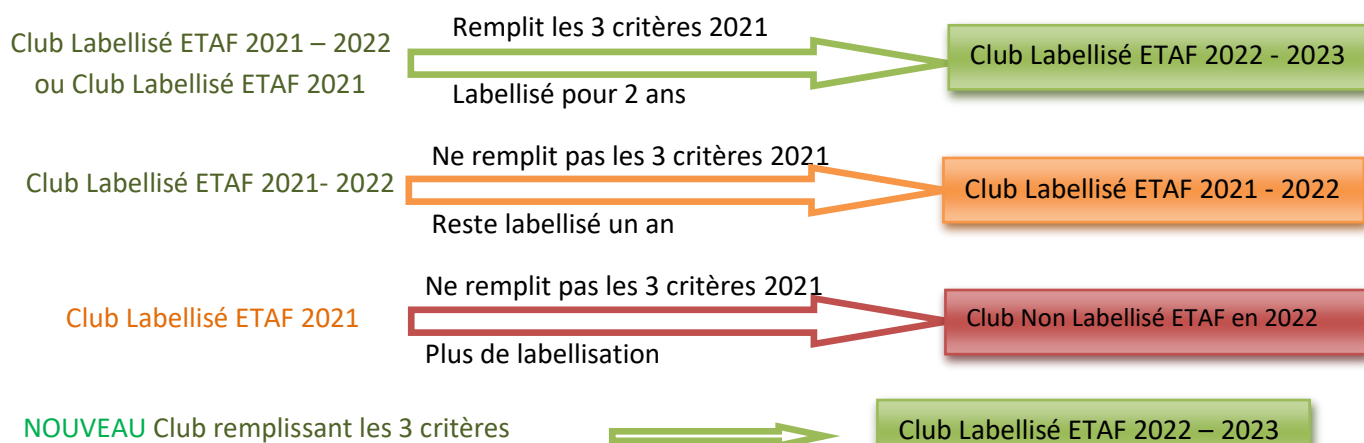 Remplit les 3 critères 2021
Club Labellisé ETAF 2021 – 2022
ou Club Labellisé ETAF 2021
Club Labellisé ETAF 2022 - 2023
Labellisé pour 2 ans
Ne remplit pas les 3 critères 2021
Club Labellisé ETAF 2021- 2022
Club Labellisé ETAF 2021 - 2022
Reste labellisé un an
Ne remplit pas les 3 critères 2021
Club Labellisé ETAF 2021
Club Non Labellisé ETAF en 2022
Plus de labellisation
NOUVEAU Club remplissant les 3 critères
Club Labellisé ETAF 2022 – 2023